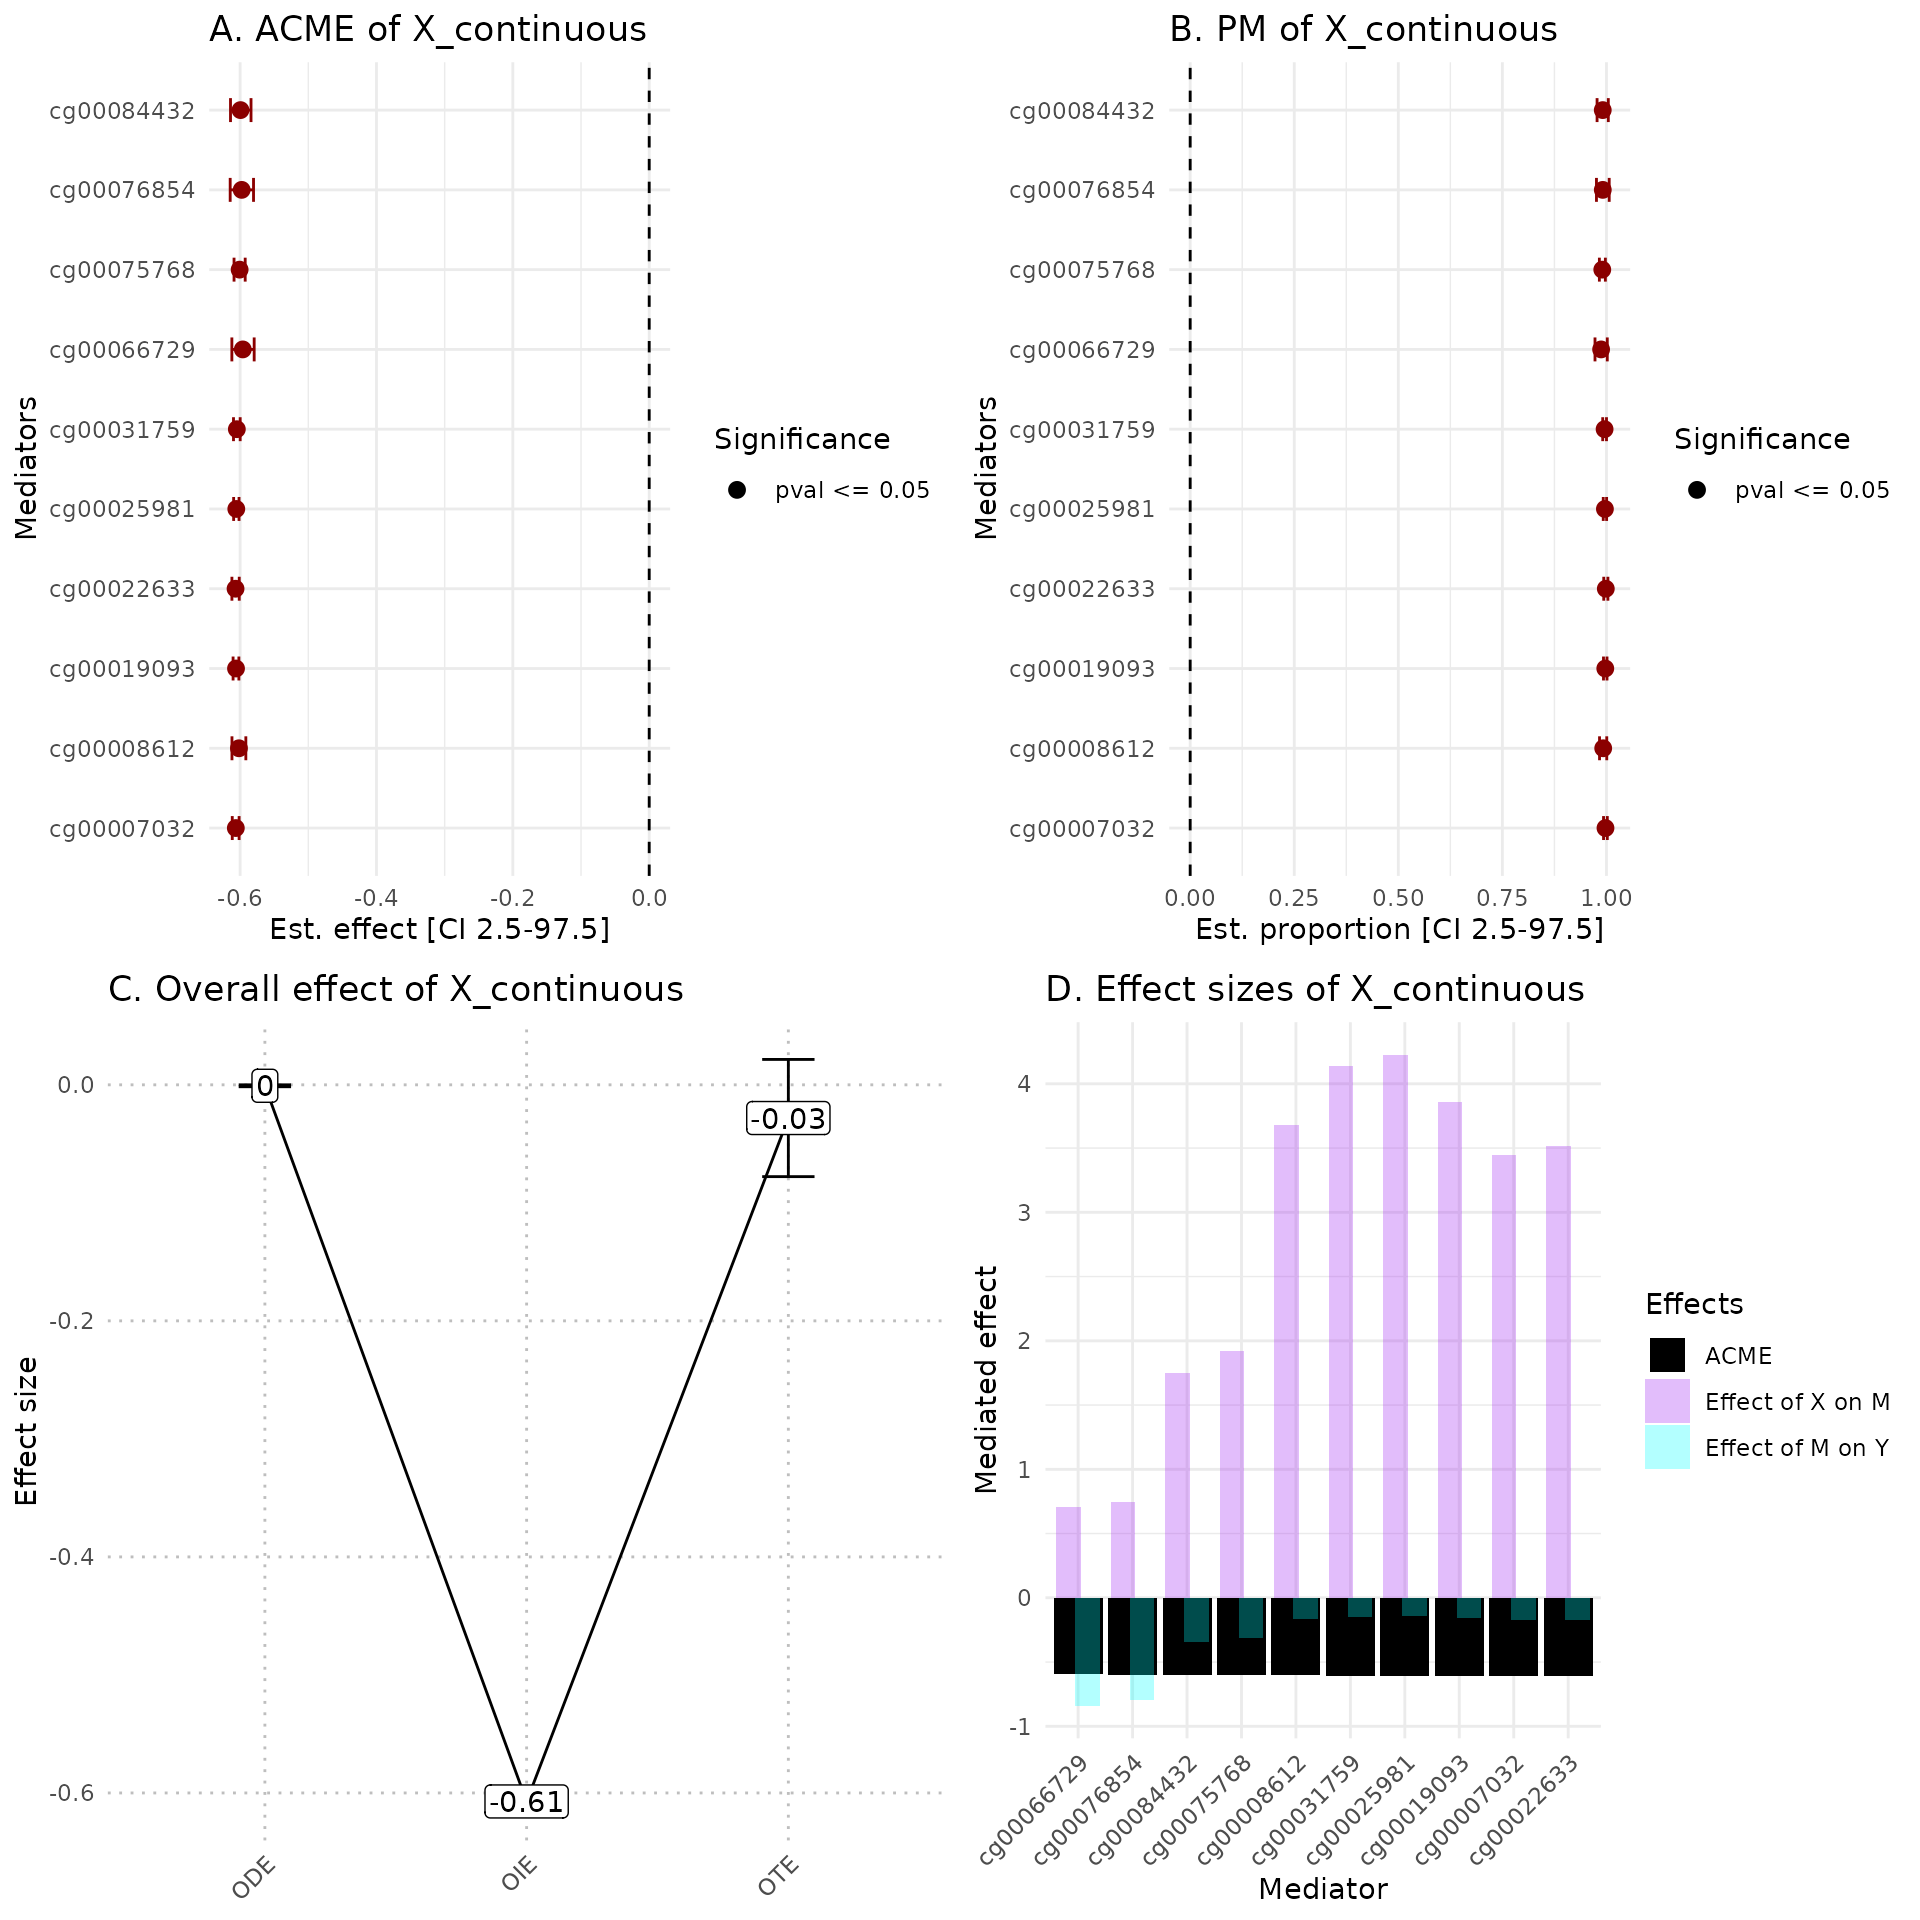 A. ACME of X_continuous
cg00084432
cg00076854
cg00075768
cg00066729
cg00031759
cg00025981
cg00022633
cg00019093
cg00008612
cg00007032
Mediators
-0.6 -0.4 -0.2 0.0
Est. effect [CI 2.5-97.5]
Significance
pval <= 0.05
B. PM of X_continuous
cg00084432
cg00076854
cg00075768
cg00066729
cg00031759
cg00025981
cg00022633
cg00019093
cg00008612
cg00007032
Mediators
0.00 0.25 0.50 0.75 1.00
Est. proportion [CI 2.5-97.5]
Significance
pval <= 0.05
C. Overall effect of X_continuous
0.0
-0.2
-0.4
-0.6
Effect size
0
-0.61
-0.03
ODE OIE OTE
D. Effect sizes of X_continuous
4
3
2
1
0
-1
Mediated effect
cg00066729
cg00076854
cg00084432
cg00075768
cg00008612
cg00031759
cg00025981
cg00019093
cg00007032
cg00022633
Mediator
Effects
ACME
Effect of X on M
Effect of M on Y